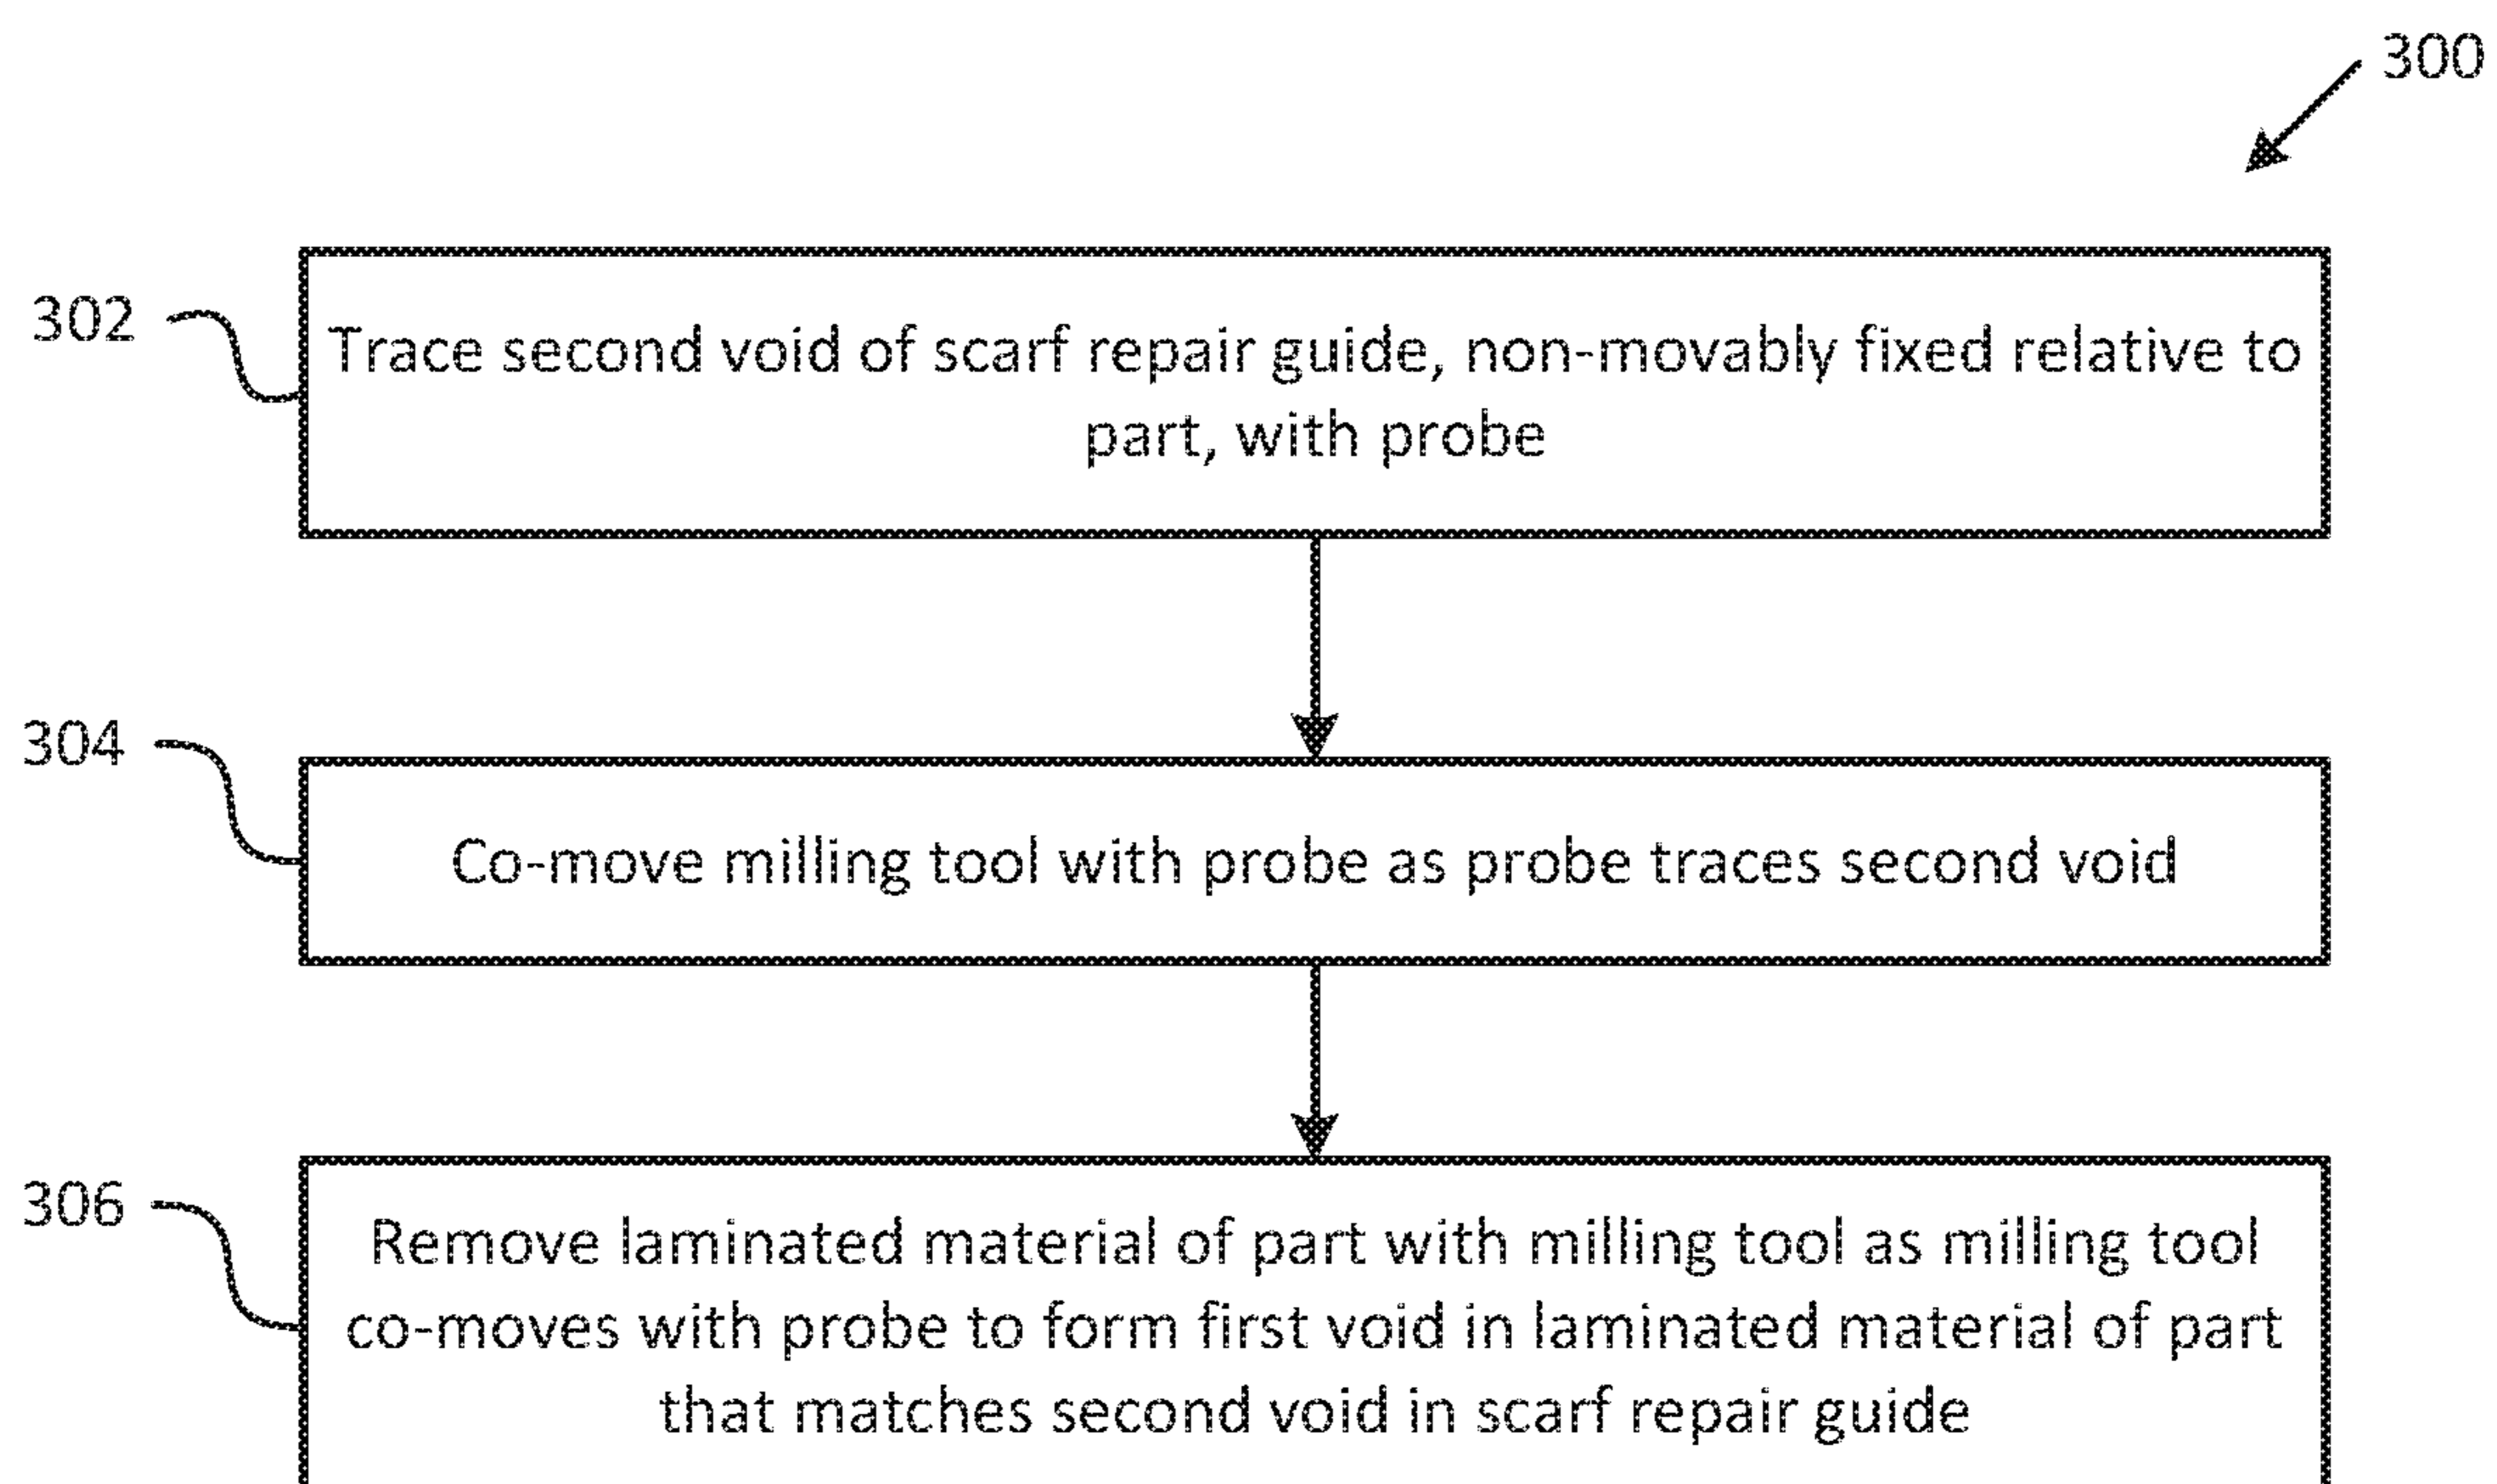 300
302
Trace second void of scarf repair guide, non-movably fixed relative to
part, with probe
304
Co-move milling tool with probe as probe traces second void
306
Remove laminated material of part with milling tool as milling tool
co-moves with probe to form first void in laminated material of part
that matches second void in scarf repair guide